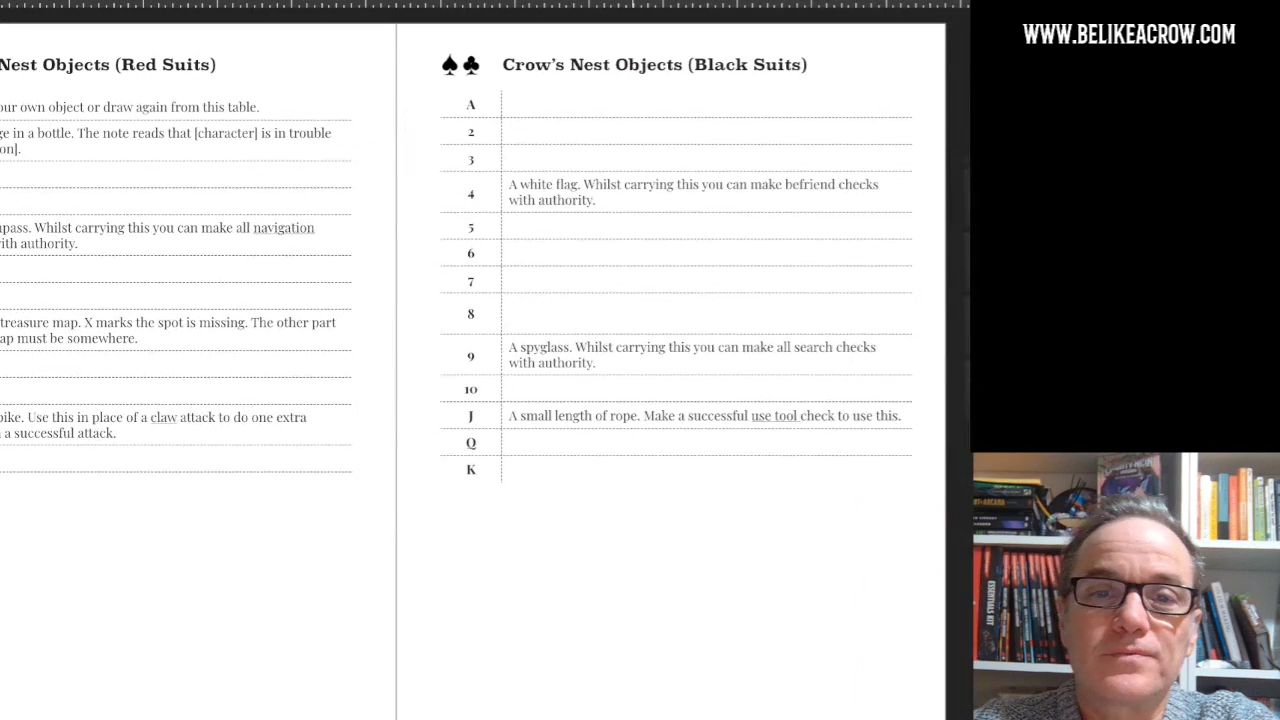 WWW.BELIKEACROW.COM
Nest Objects (Red Suits)
our own object or draw again from this table.
ge in a bottle. The note reads that [character] is in trouble
on].
pass. Whilst carrying this you can make all navigation
ith authority.
treasure map. X marks the spot is missing. The other part
ap must be somewhere.
pike. Use this in place of a claw attack to do one extra
a successful attack.
♠ ♣ Crow's Nest Objects (Black Suits)
A
2
3
4 A white flag. Whilst carrying this you can make befriend checks
with authority.
5
6
7
8
9 A spyglass. Whilst carrying this you can make all search checks
with authority.
10
J A small length of rope. Make a successful use tool check to use this.
Q
K
ESSENTIALS KIT